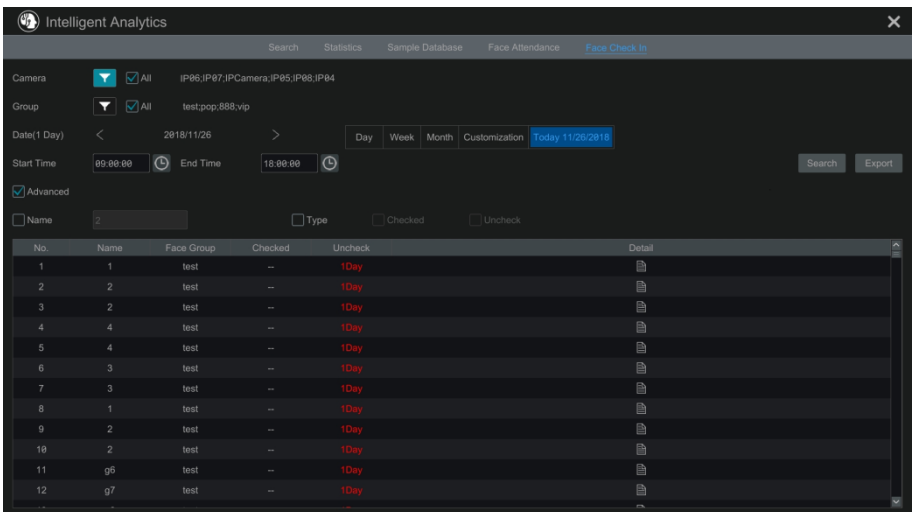 Intelligent Analytics
Search Statistics Sample Database Face Attendance Face Check In
Camera All IP06;IP07;IPCamera;IP05;IP08;IP04
Group All test;pop;888;vip
Date(1 Day) < 2018/11/26 > Day Week Month Customization Today 11/26/2018
Start Time 09:00:00 End Time 18:00:00 Search Export
Advanced
Name 2 Type Checked Uncheck
No. Name Face Group Checked Uncheck Detail
1 1 test -- 1Day
2 2 test -- 1Day
3 2 test -- 1Day
4 4 test -- 1Day
5 4 test -- 1Day
6 3 test -- 1Day
7 3 test -- 1Day
8 1 test -- 1Day
9 2 test -- 1Day
10 2 test -- 1Day
11 g6 test -- 1Day
12 g7 test -- 1Day